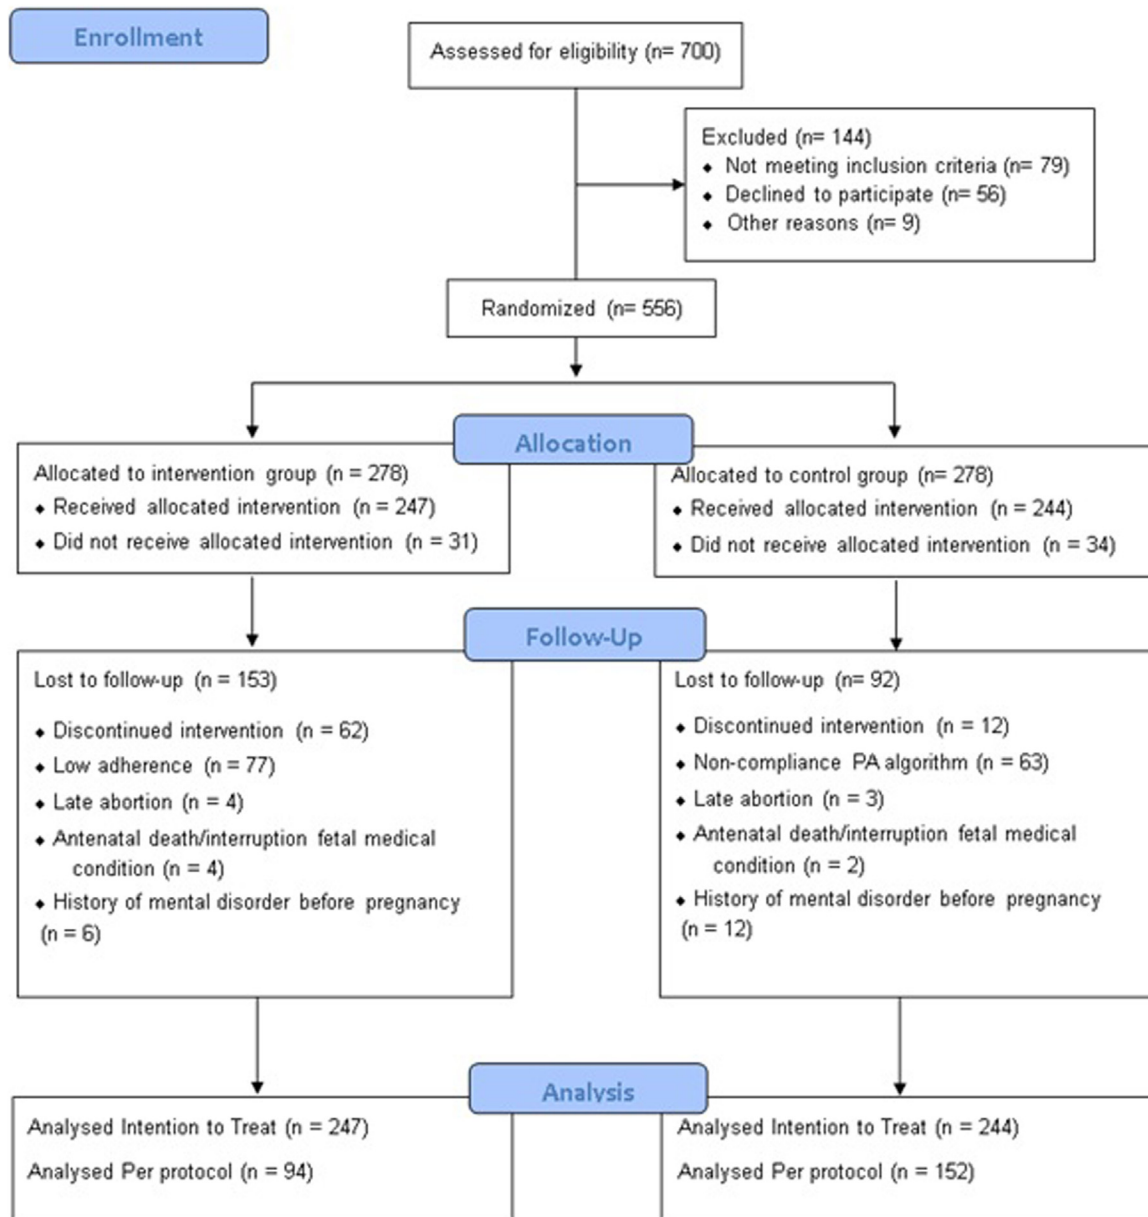 Enrollment
Assessed for eligibility (n= 700)
Excluded (n= 144)
♦ Not meeting inclusion criteria (n= 79)
♦ Declined to participate (n= 56)
♦ Other reasons (n= 9)
Randomized (n= 556)
Allocation
Allocated to intervention group (n = 278)
♦ Received allocated intervention (n = 247)
♦ Did not receive allocated intervention (n = 31)
Allocated to control group (n= 278)
♦ Received allocated intervention (n = 244)
♦ Did not receive allocated intervention (n = 34)
Follow-Up
Lost to follow-up (n = 153)
♦ Discontinued intervention (n = 62)
♦ Low adherence (n = 77)
♦ Late abortion (n = 4)
♦ Antenatal death/interruption fetal medical
condition (n = 4)
♦ History of mental disorder before pregnancy
(n = 6)
Lost to follow-up (n= 92)
♦ Discontinued intervention (n = 12)
♦ Non-compliance PA algorithm (n = 63)
♦ Late abortion (n = 3)
♦ Antenatal death/interruption fetal medical
condition (n = 2)
♦ History of mental disorder before pregnancy
(n = 12)
Analysis
Analysed Intention to Treat (n = 247)
Analysed Per protocol (n = 94)
Analysed Intention to Treat (n = 244)
Analysed Per protocol (n = 152)